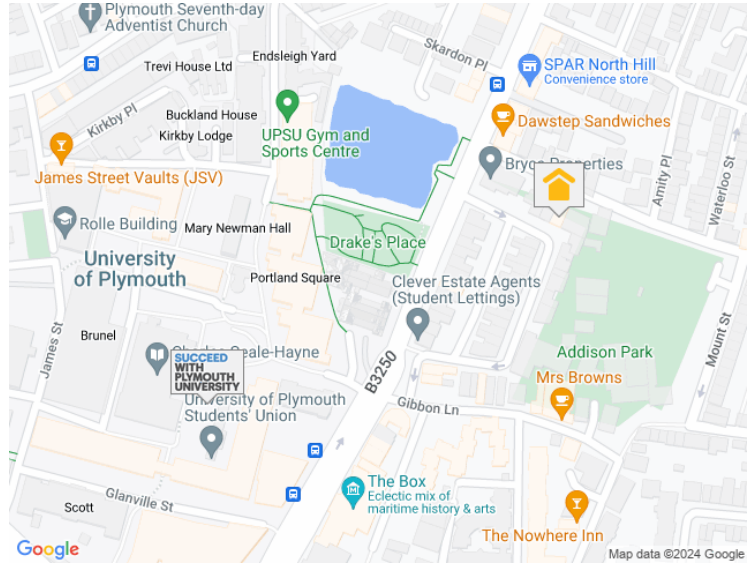 Plymouth Seventh-day
Adventist Church
Endsleigh Yard
Trevi House Ltd
Skardon Pl
SPAR North Hill
Convenience store
Buckland House
Kirkby Pl
Kirkby Lodge
UPSU Gym and
Sports Centre
Dawstep Sandwiches
James Street Vaults (JSV)
Bryce Properties
Amity Pl
Waterloo St
Rolle Building
Mary Newman Hall
Drake's Place
University
of Plymouth
Portland Square
Clever Estate Agents
(Student Lettings)
James St
Brunel
Charles Seale-Hayne
SUCCEED
WITH
PLYMOUTH
UNIVERSITY
B3250
Addison Park
Mount St
Mrs Browns
University of Plymouth
Students' Union
Gibbon Ln
The Box
Eclectic mix of
maritime history & arts
Glanville St
Scott
The Nowhere Inn
Google
Map data ©2024 Google